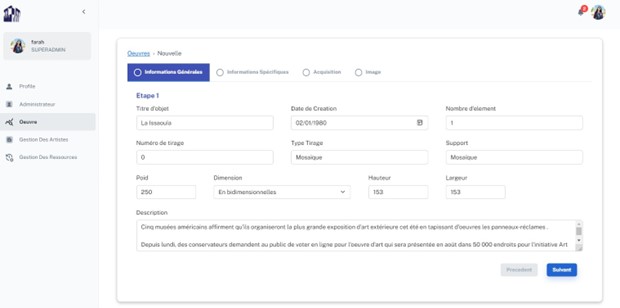 farah
SUPERADMIN
Profile
Administrateur
Oeuvre
Gestion Des Artistes
Gestion Des Ressources
Oeuvres - Nouvelle
Informations Générales
Informations Spécifiques
Acquisition
Image
Etape 1
Titre d'objet
Date de Creation
Nombre d'element
La fessoula
02/01/1980
1
Numéro de tirage
Type Tirage
Support
0
Mosaïque
Mosaïque
Poid
Dimension
Hauteur
Largeur
250
En bidimensionnelles
153
153
Description
Cinq musées américains affirment qu'ils organiseront la plus grande exposition d'art extérieure cet été en tapissant d'oeuvres les panneaux-réclames .
Depuis lundi, des conservateurs demandent au public de voter en ligne pour l'oeuvre d'art qui sera présentée en août dans 50 000 endroits pour l'initiative Art
Precedent
Suivant